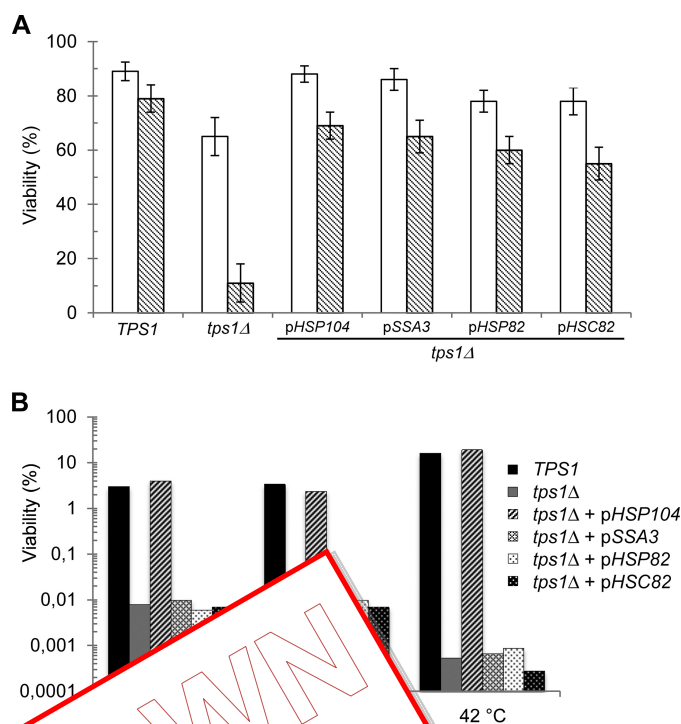 A
100
80
60
40
20
0
Viability (%)
TPS1 tps1Δ pHSP104 pSSA3 pHSP82 pHSC82
tps1Δ
B
100
10
1
0,1
0,01
0,001
0,0001
Viability (%)
TPS1
tps1Δ
tps1Δ + pHSP104
tps1Δ + pSSA3
tps1Δ + pHSP82
tps1Δ + pHSC82
42 °C
WN